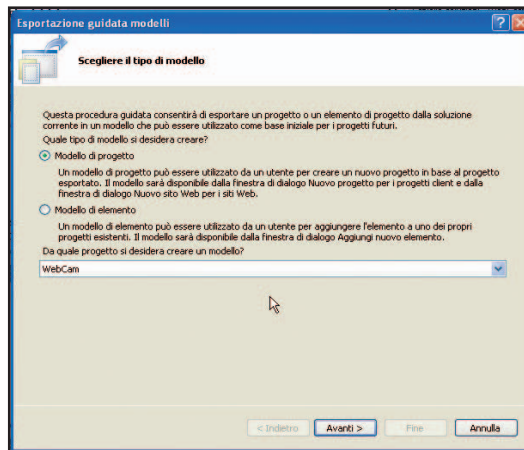 Esportazione guidata modelli
Scegliere il tipo di modello
Questa procedura guidata consentirà di esportare un progetto o un elemento di progetto dalla soluzione
corrente in un modello che può essere utilizzato come base iniziale per i progetti futuri.
Quale tipo di modello si desidera creare?
Modello di progetto
Un modello di progetto può essere utilizzato da un utente per creare un nuovo progetto in base al progetto
esportato. Il modello sarà disponibile dalla finestra di dialogo Nuovo progetto per i progetti client e dalla
finestra di dialogo Nuovo sito Web per i siti Web.
Modello di elemento
Un modello di elemento può essere utilizzato da un utente per aggiungere l'elemento a uno dei propri
progetti esistenti. Il modello sarà disponibile dalla finestra di dialogo Aggiungi nuovo elemento.
Da quale progetto si desidera creare un modello?
WebCam
< Indietro Avanti > Fine Annulla